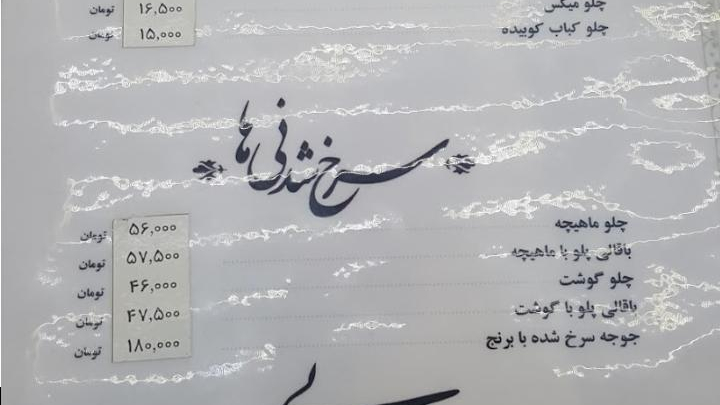 چلو میکس ۱۶,۵۰۰ تومان
چلو کباب کوبیده ۱۵,۰۰۰ تومان
سرخ شدنی ها
چلو ماهیچه ۵۶,۰۰۰ تومان
باقالی پلو با ماهیچه ۵۷,۵۰۰ تومان
چلو گوشت ۴۶,۰۰۰ تومان
باقالی پلو با گوشت ۴۷,۵۰۰ تومان
جوجه سرخ شده با برنج ۱۸۰,۰۰۰ تومان